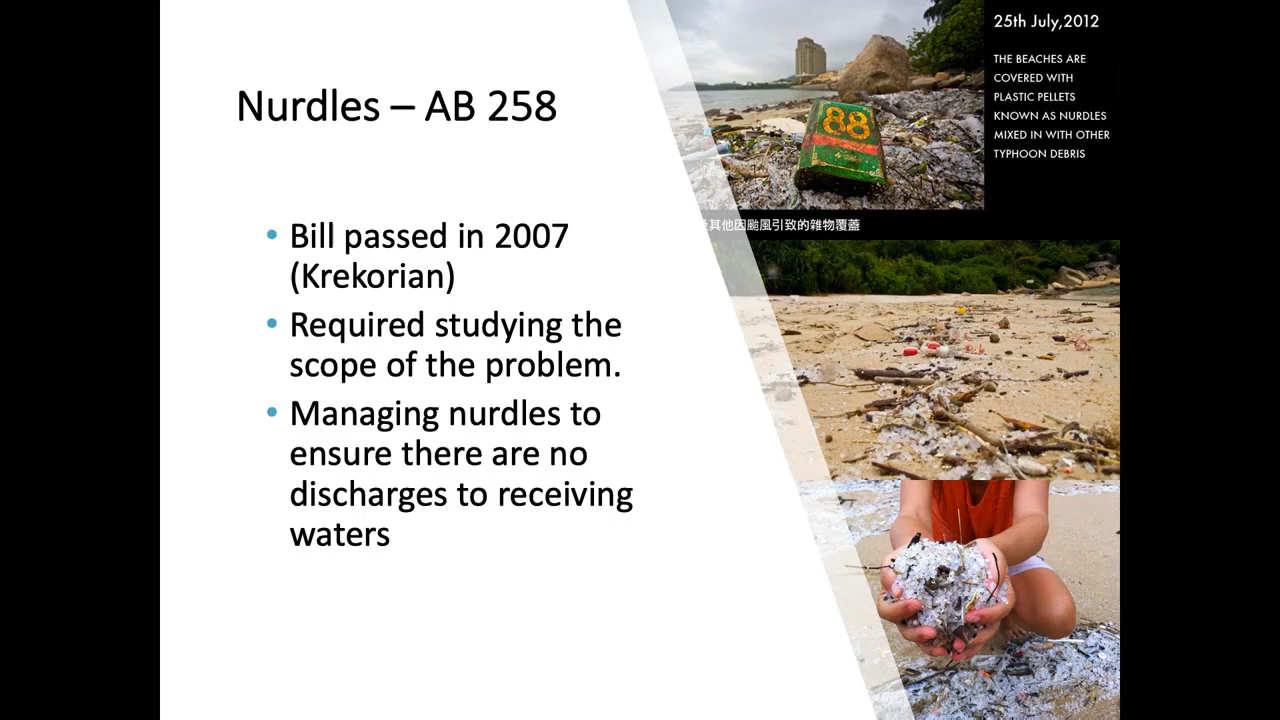 Nurdles – AB 258
• Bill passed in 2007
(Krekorian)
• Required studying the
scope of the problem.
• Managing nurdles to
ensure there are no
discharges to receiving
waters
25th July,2012
THE BEACHES ARE
COVERED WITH
PLASTIC PELLETS
KNOWN AS NURDLES
MIXED IN WITH OTHER
TYPHOON DEBRIS
88
其他因颱風引致的雜物覆蓋